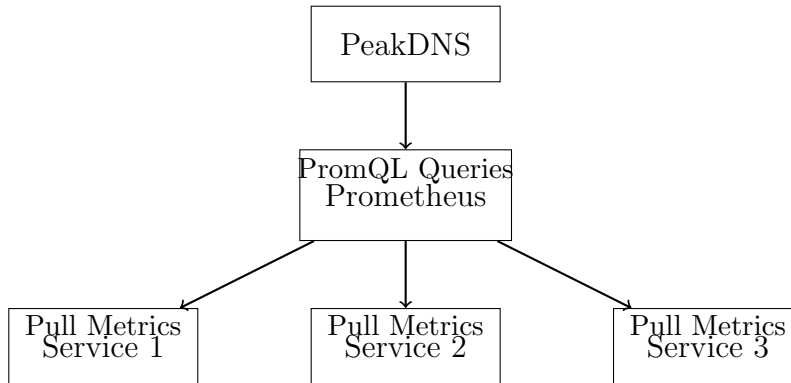 PeakDNS
PromQL Queries
Prometheus
Pull Metrics
Service 1
Pull Metrics
Service 2
Pull Metrics
Service 3